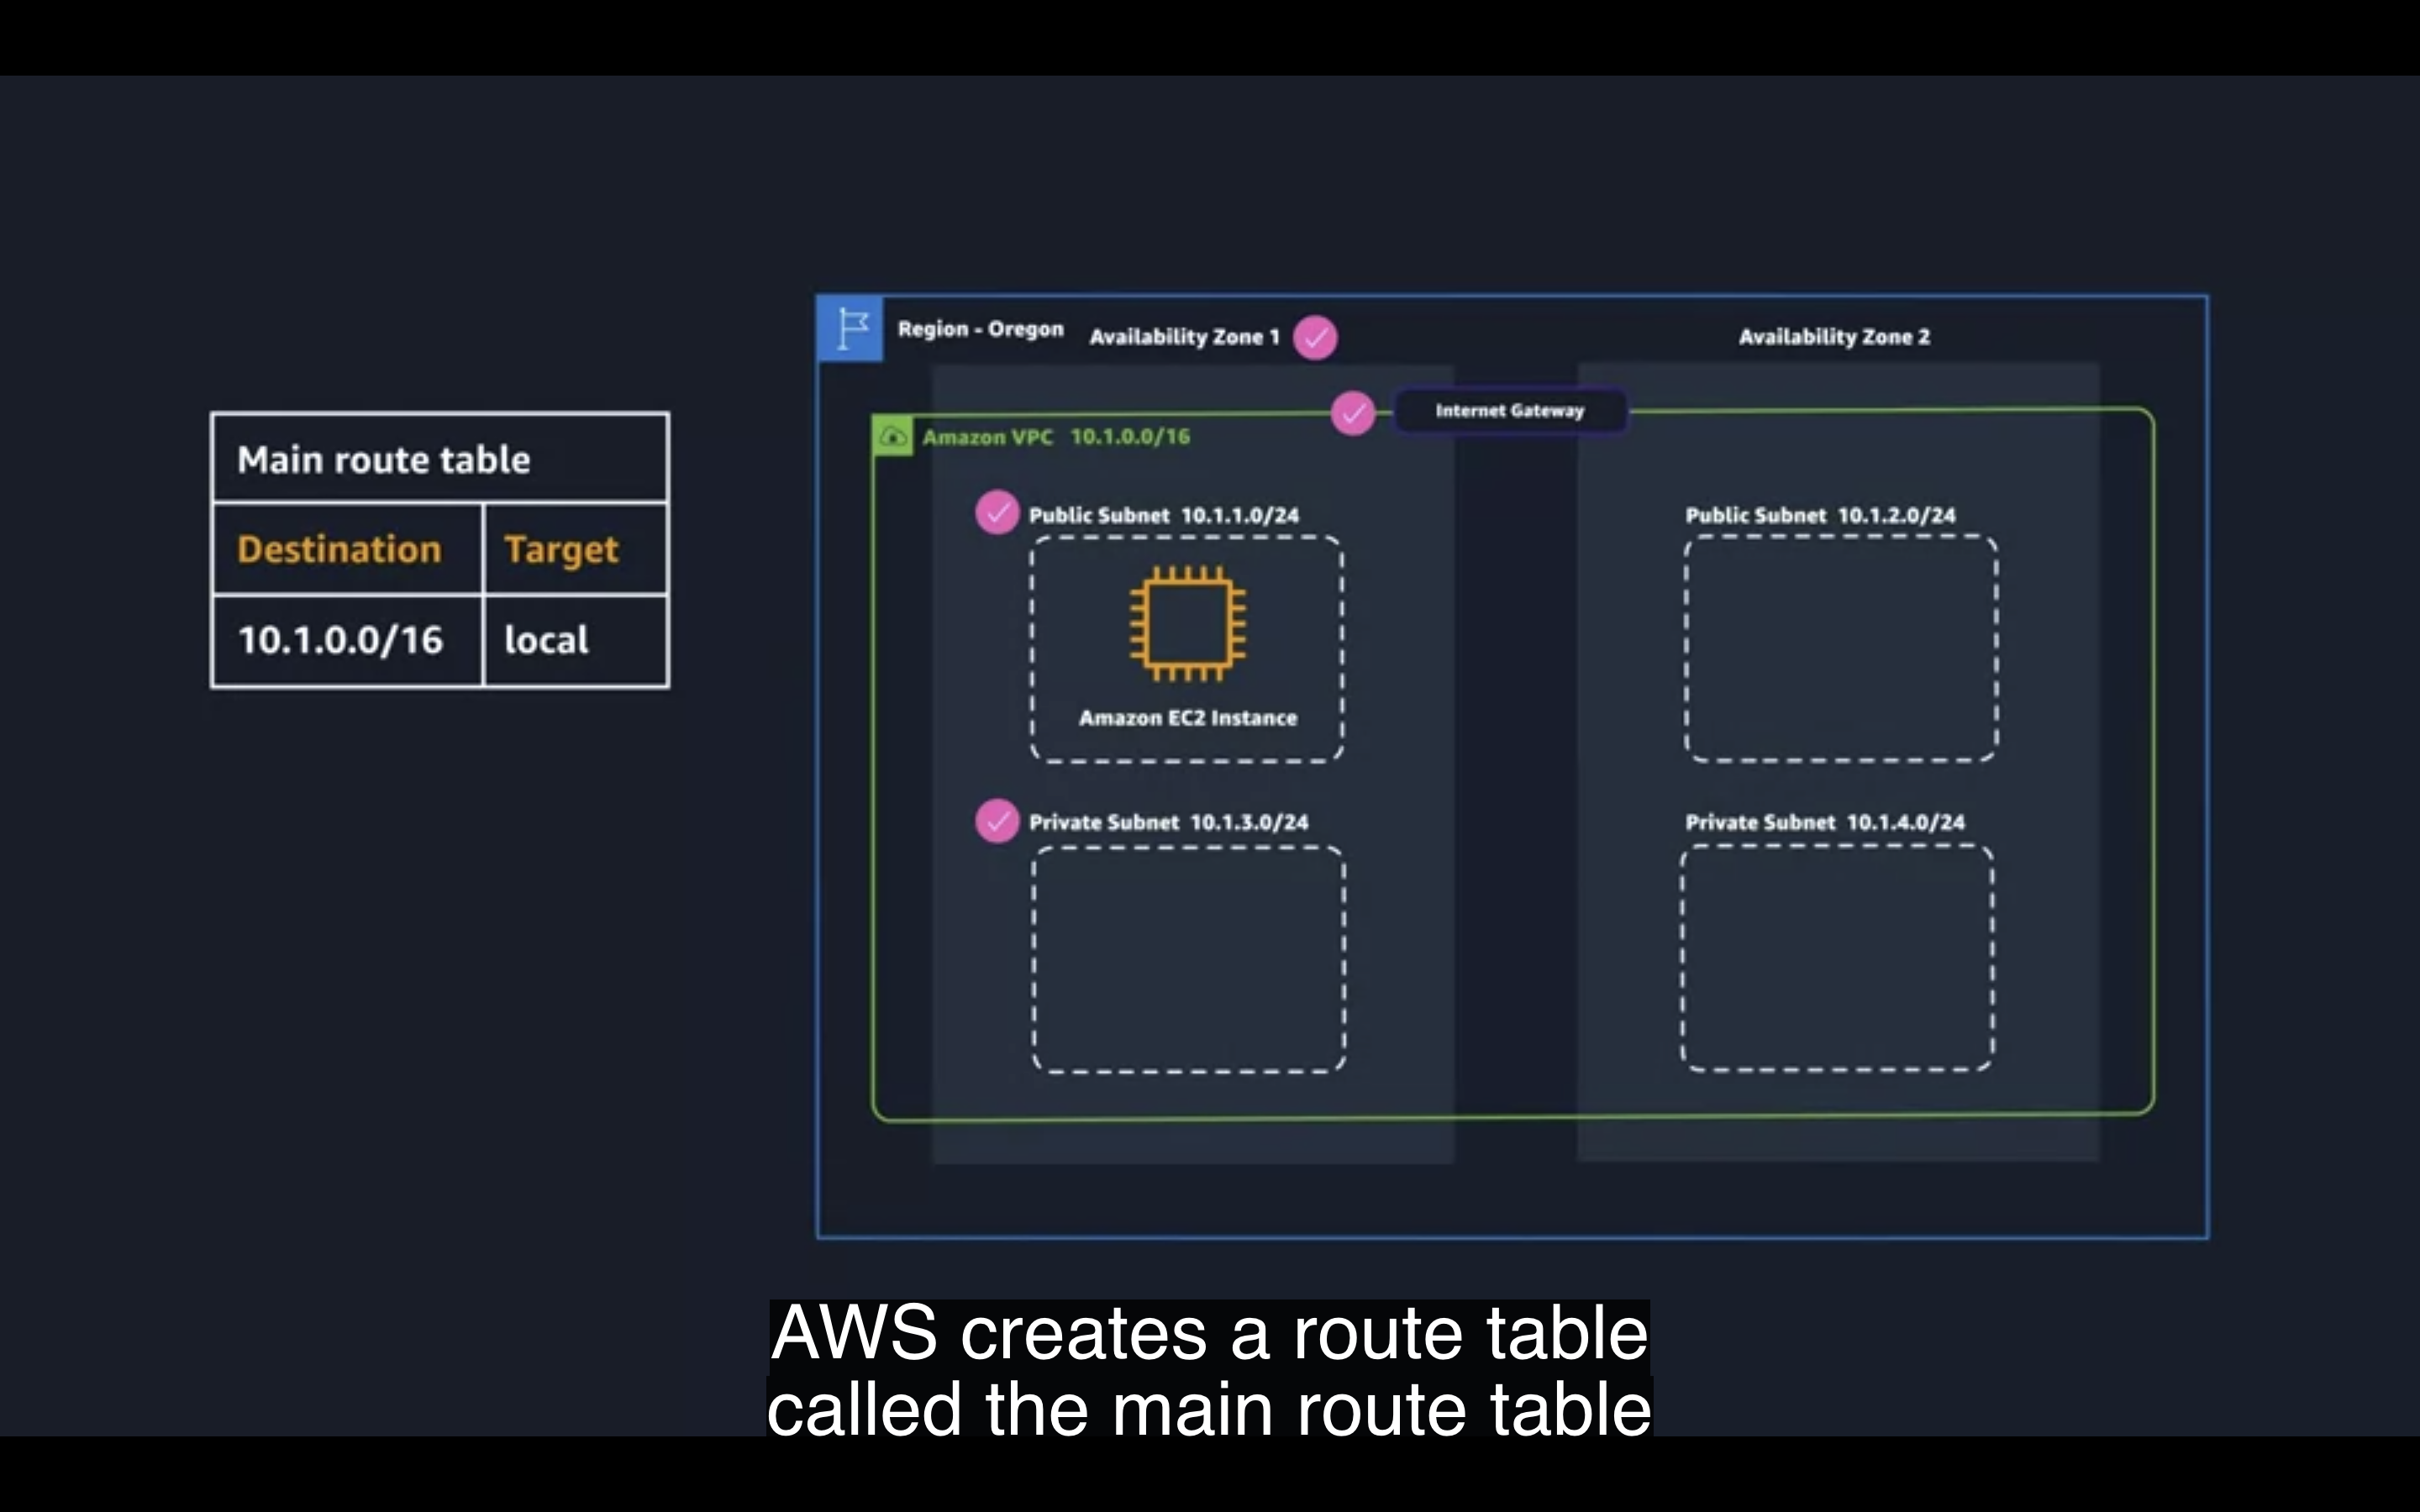 Region - Oregon
Availability Zone 1
Availability Zone 2
Internet Gateway
Amazon VPC 10.1.0.0/16
Main route table
Destination Target
10.1.0.0/16 local
Public Subnet 10.1.1.0/24
Amazon EC2 Instance
Public Subnet 10.1.2.0/24
Private Subnet 10.1.3.0/24
Private Subnet 10.1.4.0/24
AWS creates a route table
called the main route table